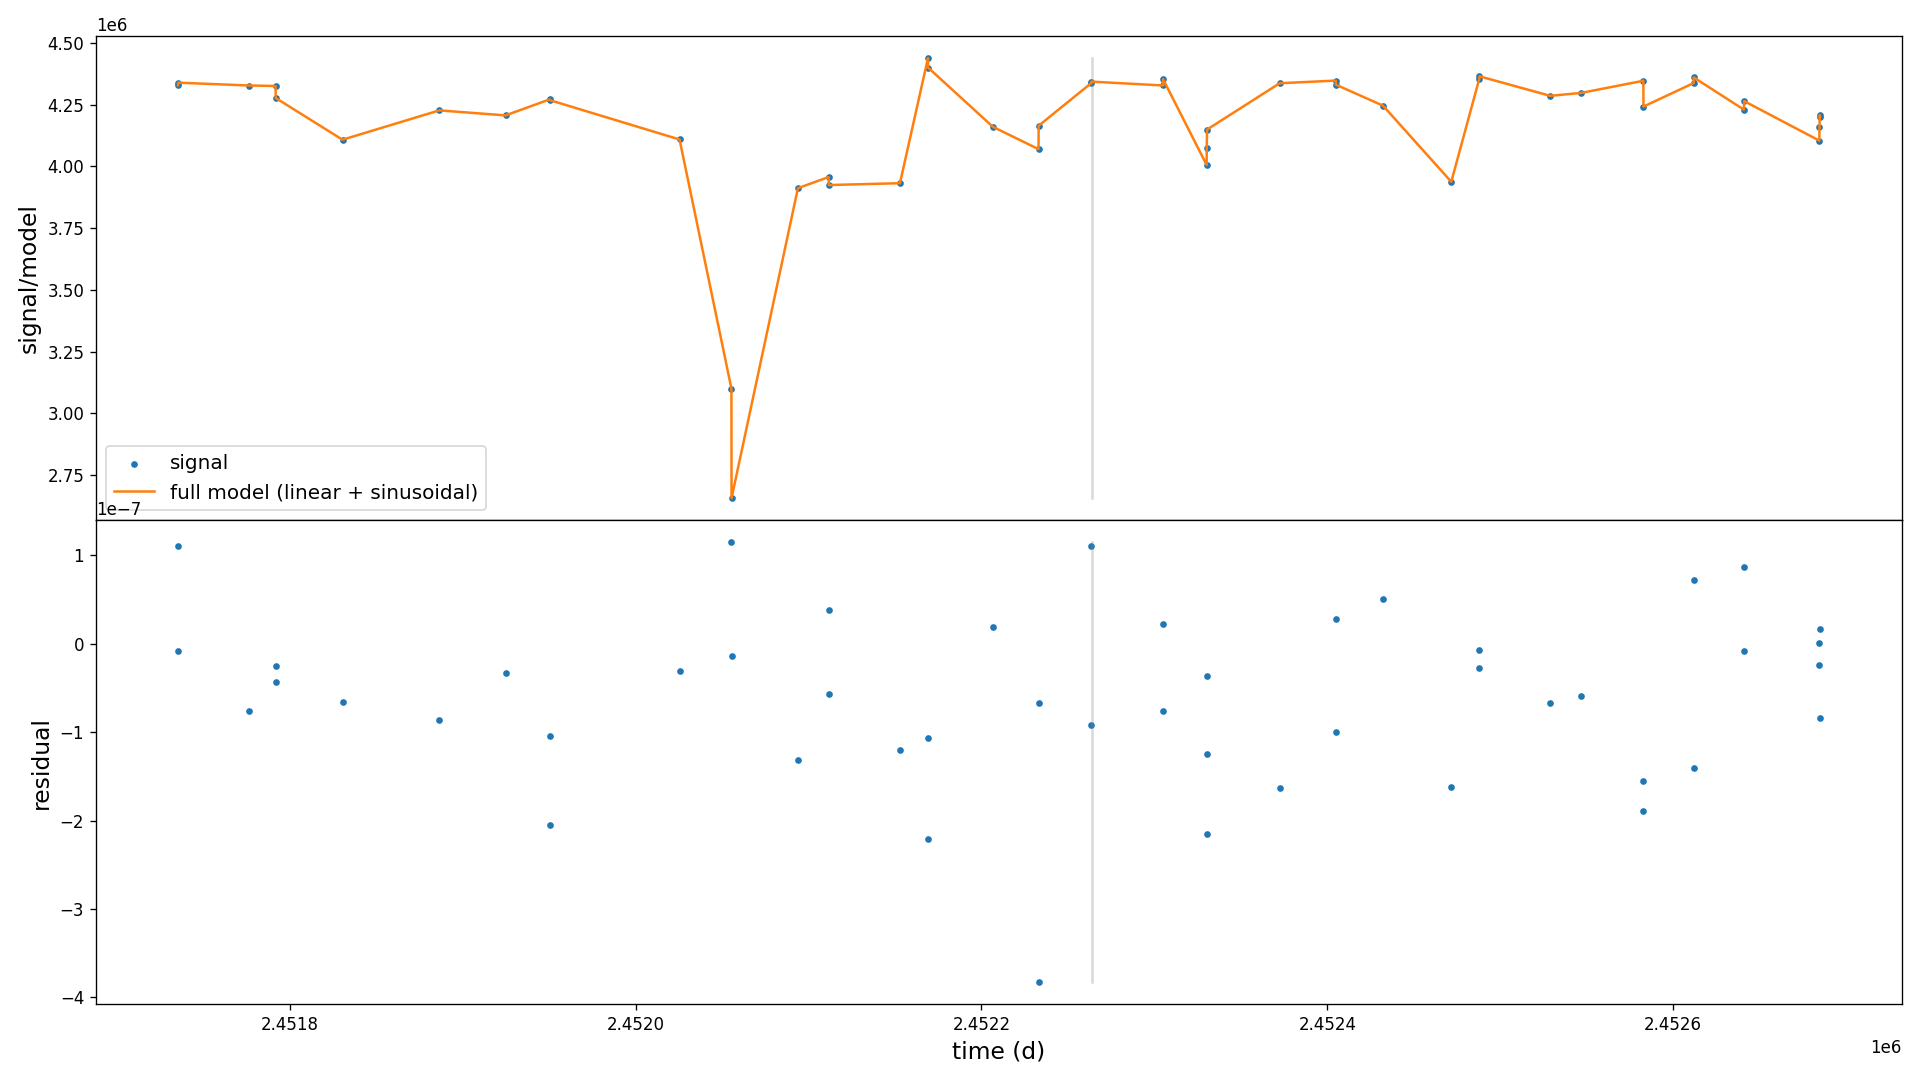 1e6
4.50
4.25
4.00
3.75
3.50
3.25
3.00
2.75
signal/model
signal
full model (linear + sinusoidal)
1e−7
1
0
−1
−2
−3
−4
residual
2.4518
2.4520
2.4522
2.4524
2.4526
time (d)
1e6